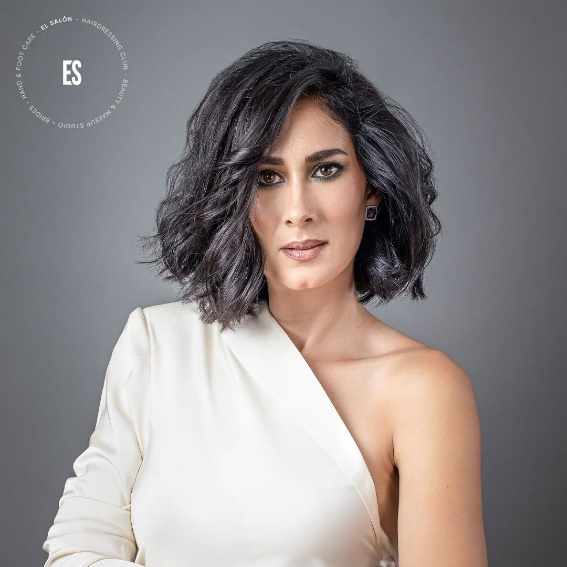 EL SALÓN - HAIRDRESSING CLUB - BEAUTY & MAKEUP STUDIO - BRIDES - HAND & FOOT CARE -
ES